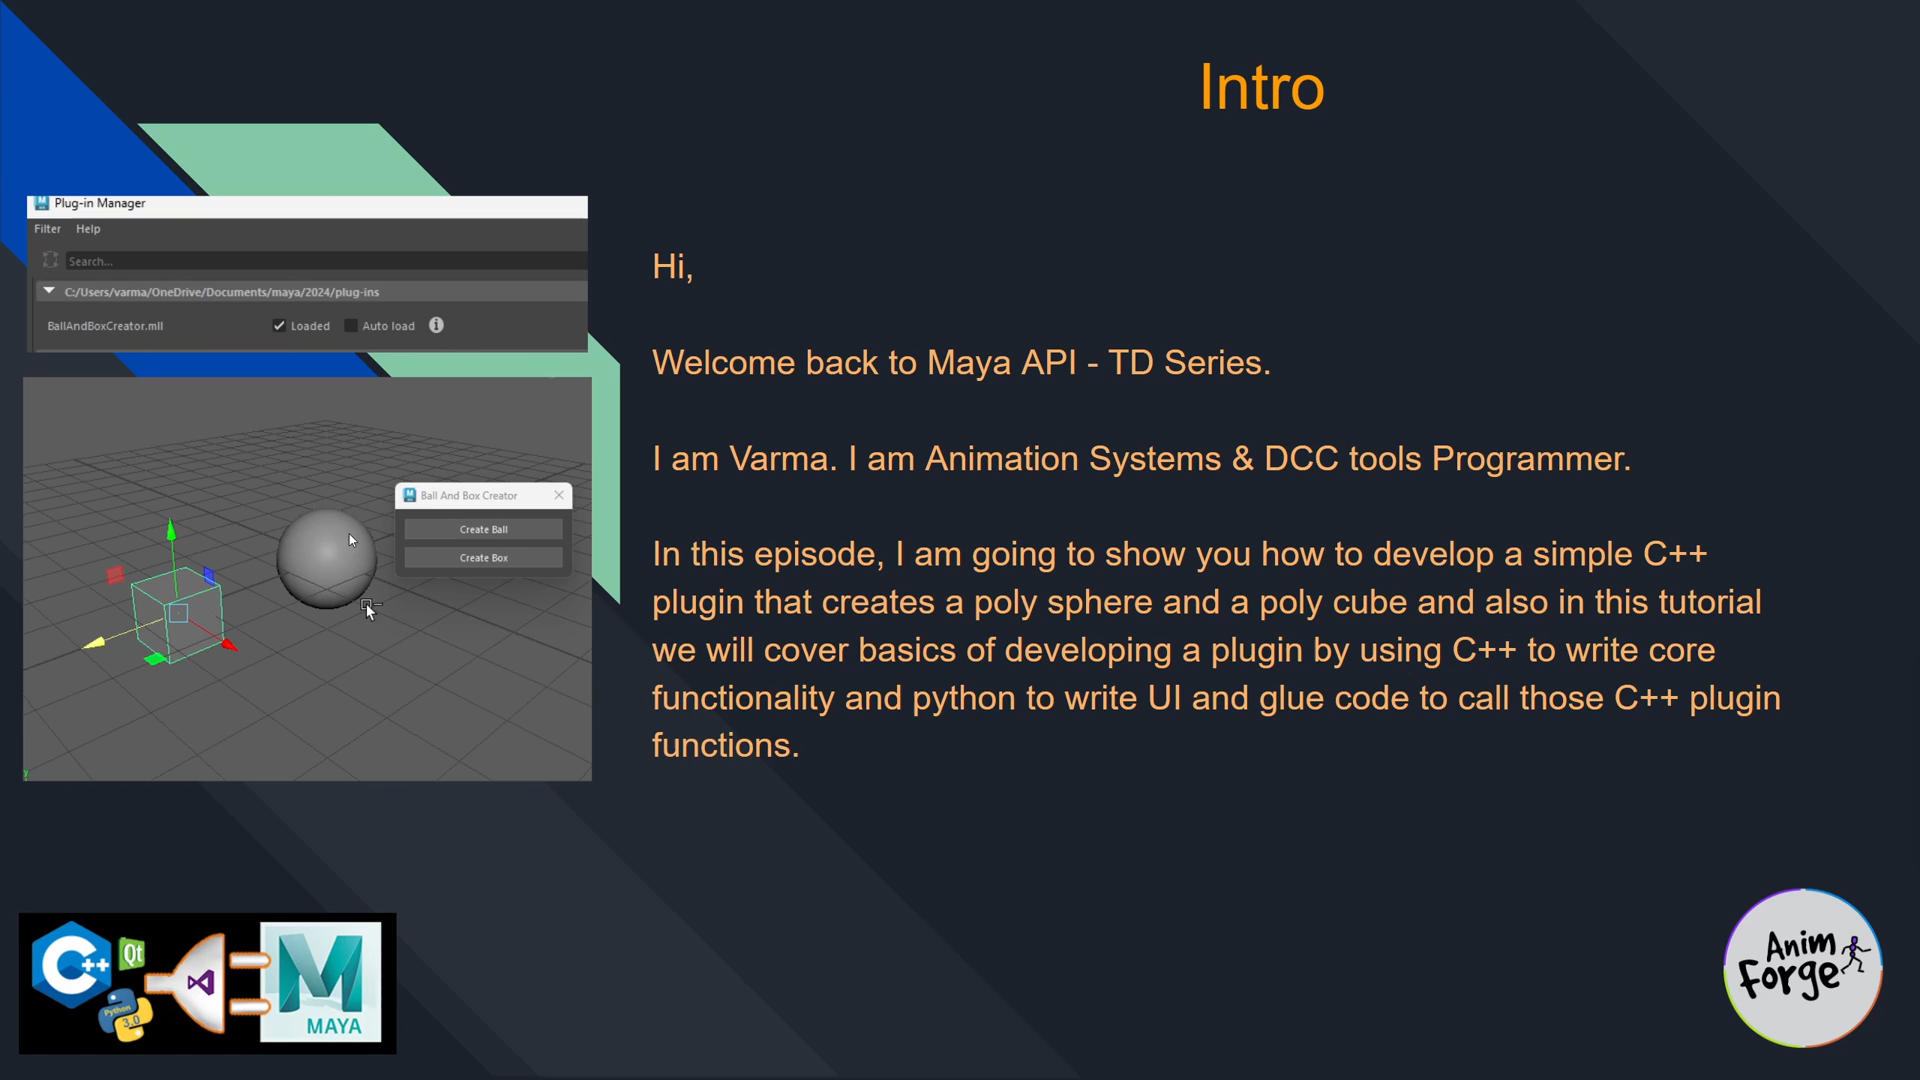 Intro
Plug-in Manager
Filter Help
Search...
C:/Users/varma/OneDrive/Documents/maya/2024/plug-ins
BallAndBoxCreator.mll Loaded Auto load
Ball And Box Creator
Create Ball
Create Box
y
Hi,
Welcome back to Maya API - TD Series.
I am Varma. I am Animation Systems & DCC tools Programmer.
In this episode, I am going to show you how to develop a simple C++
plugin that creates a poly sphere and a poly cube and also in this tutorial
we will cover basics of developing a plugin by using C++ to write core
functionality and python to write UI and glue code to call those C++ plugin
functions.
C++
Qt
Python
3.0
M
MAYA
Anim
Forge